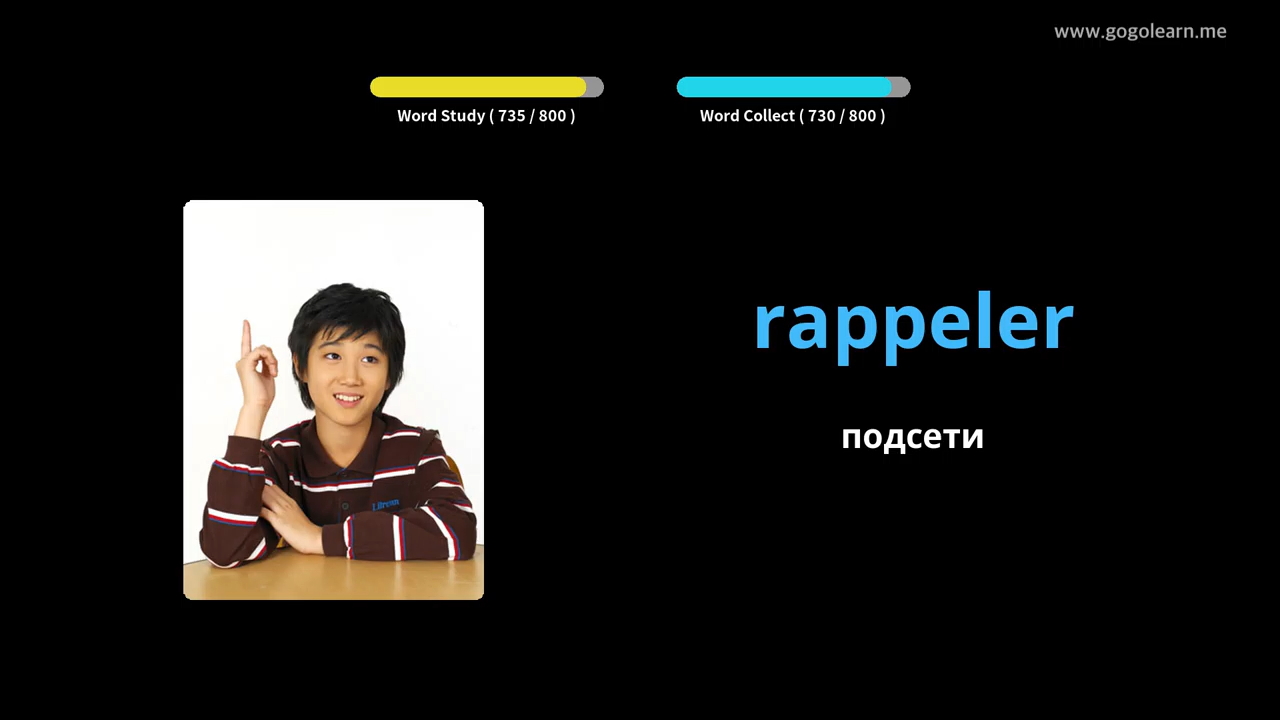 www.gogolearn.me
Word Study ( 735 / 800 )
Word Collect ( 730 / 800 )
rappeler
подсети